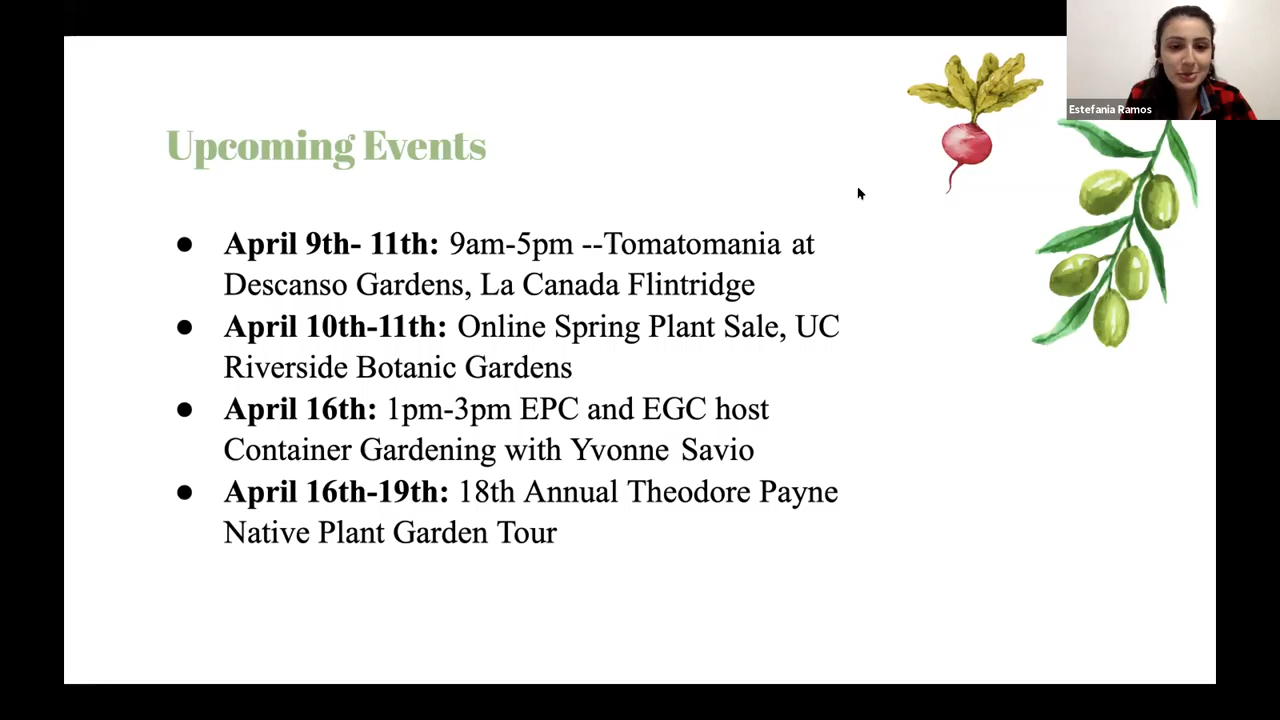 Estefania Ramos
Upcoming Events
● April 9th- 11th: 9am-5pm --Tomatomania at
Descanso Gardens, La Canada Flintridge
● April 10th-11th: Online Spring Plant Sale, UC
Riverside Botanic Gardens
● April 16th: 1pm-3pm EPC and EGC host
Container Gardening with Yvonne Savio
● April 16th-19th: 18th Annual Theodore Payne
Native Plant Garden Tour